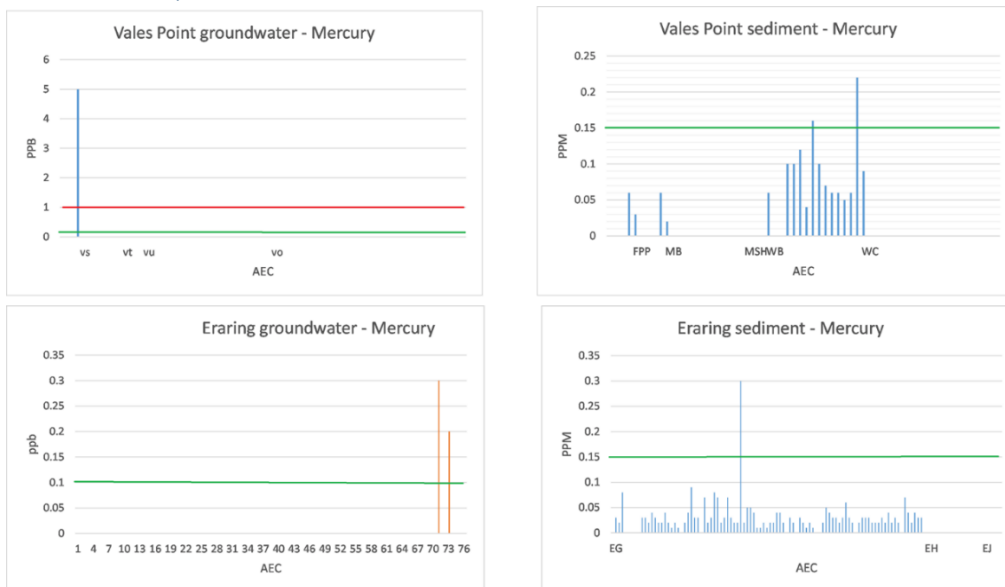 Vales Point groundwater - Mercury
6
5
4
3
2
1
0
PPB
vs vt vu vo
AEC
Vales Point sediment - Mercury
0.25
0.2
0.15
0.1
0.05
0
PPM
FPP MB MSHWB WC
AEC
Eraring groundwater - Mercury
0.35
0.3
0.25
0.2
0.15
0.1
0.05
0
ppb
1 4 7 10 13 16 19 22 25 28 31 34 37 40 43 46 49 52 55 58 61 64 67 70 73 76
AEC
Eraring sediment - Mercury
0.35
0.3
0.25
0.2
0.15
0.1
0.05
0
PPM
EG EH EJ
AEC